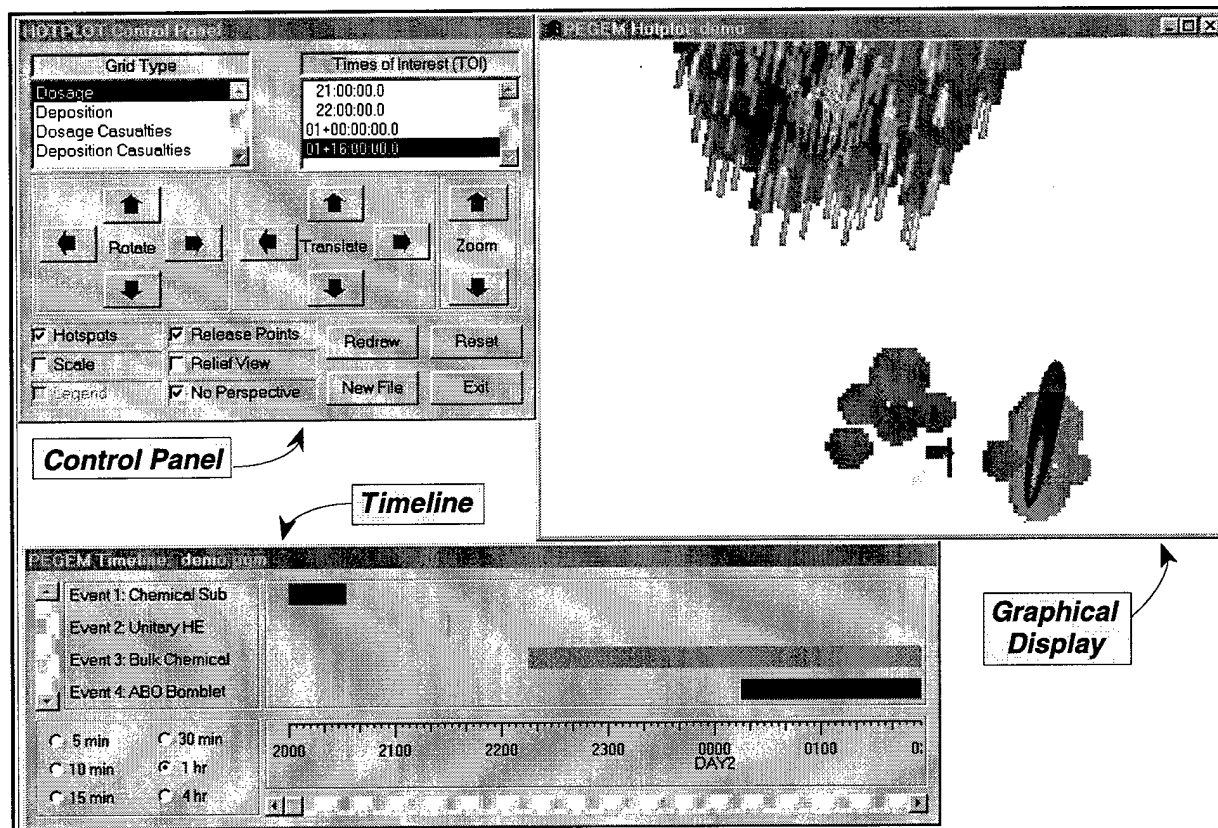 HOTPLOT Control Panel
Grid Type
Dosage
Deposition
Dosage Casualties
Deposition Casualties
Times of Interest (TOI)
21:00:00.0
22:00:00.0
01+00:00:00.0
01+16:00:00.0
Rotate
Translate
Zoom
Hotspots
Release Points
Redraw
Reset
Scale
Relief View
Legend
No Perspective
New File
Exit
Control Panel
PEGEM Hotplot: demo
Graphical
Display
Timeline
PEGEM Timeline: demo.pgm
Event 1: Chemical Sub
Event 2: Unitary HE
Event 3: Bulk Chemical
Event 4: ABO Bomblet
5 min
30 min
10 min
1 hr
15 min
4 hr
2000 2100 2200 2300 0000 0100 0:
DAY2